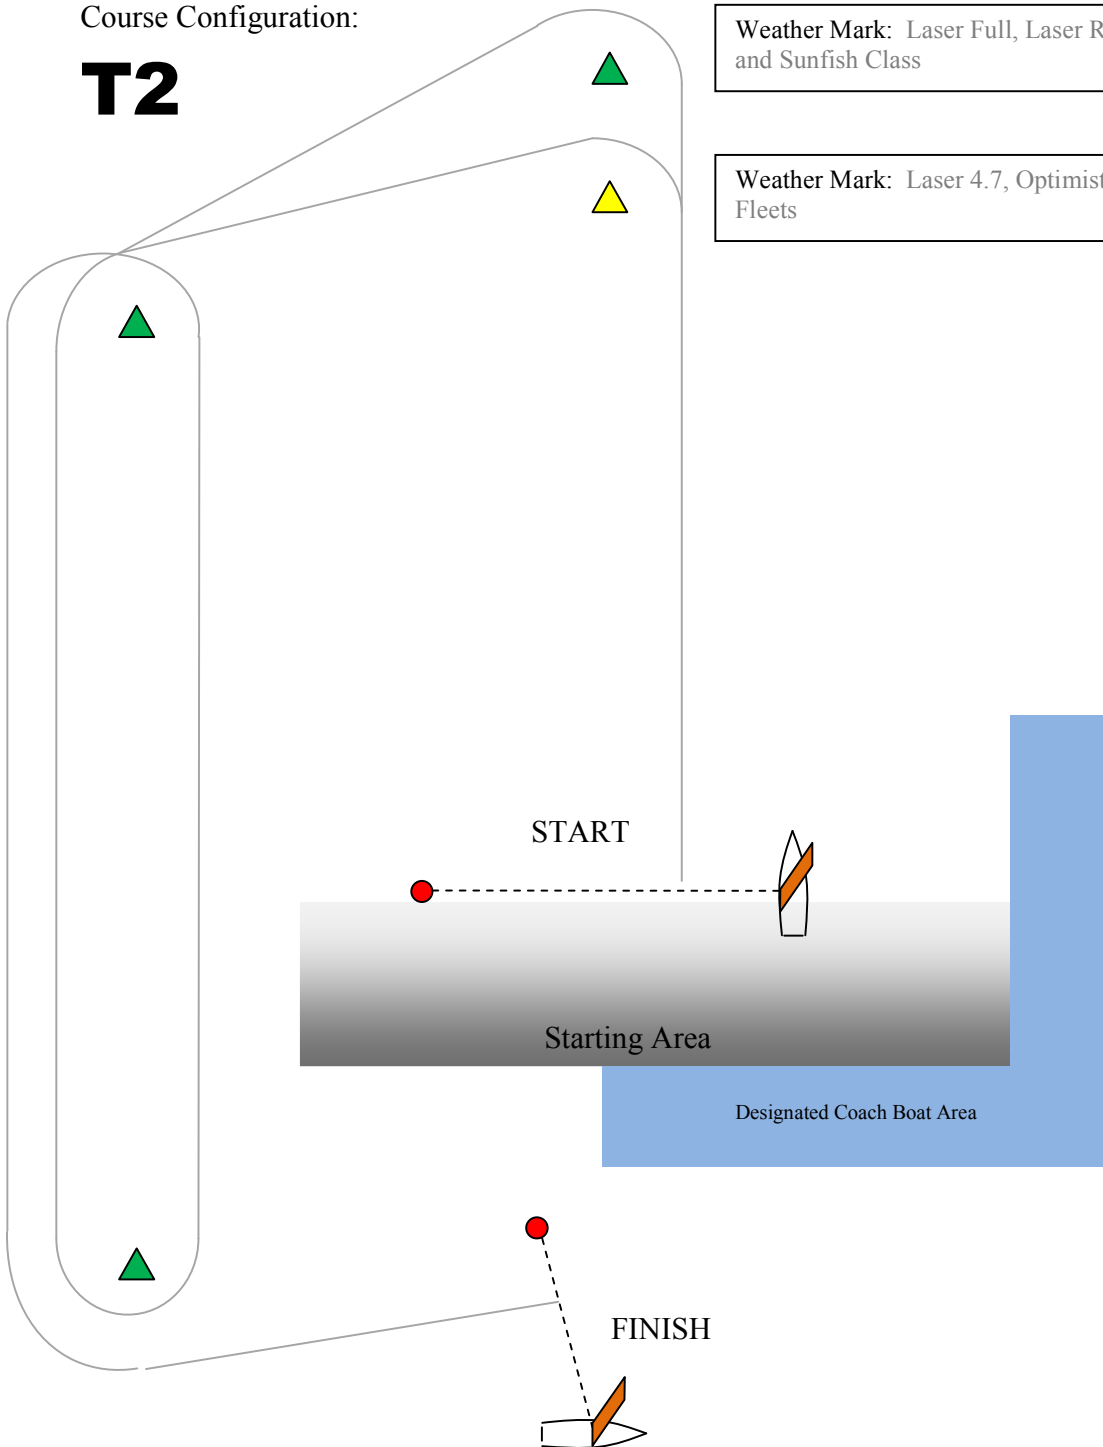 Course Configuration:
T2
Weather Mark: Laser Full, Laser R
and Sunfish Class
Weather Mark: Laser 4.7, Optimist
Fleets
START
Starting Area
Designated Coach Boat Area
FINISH